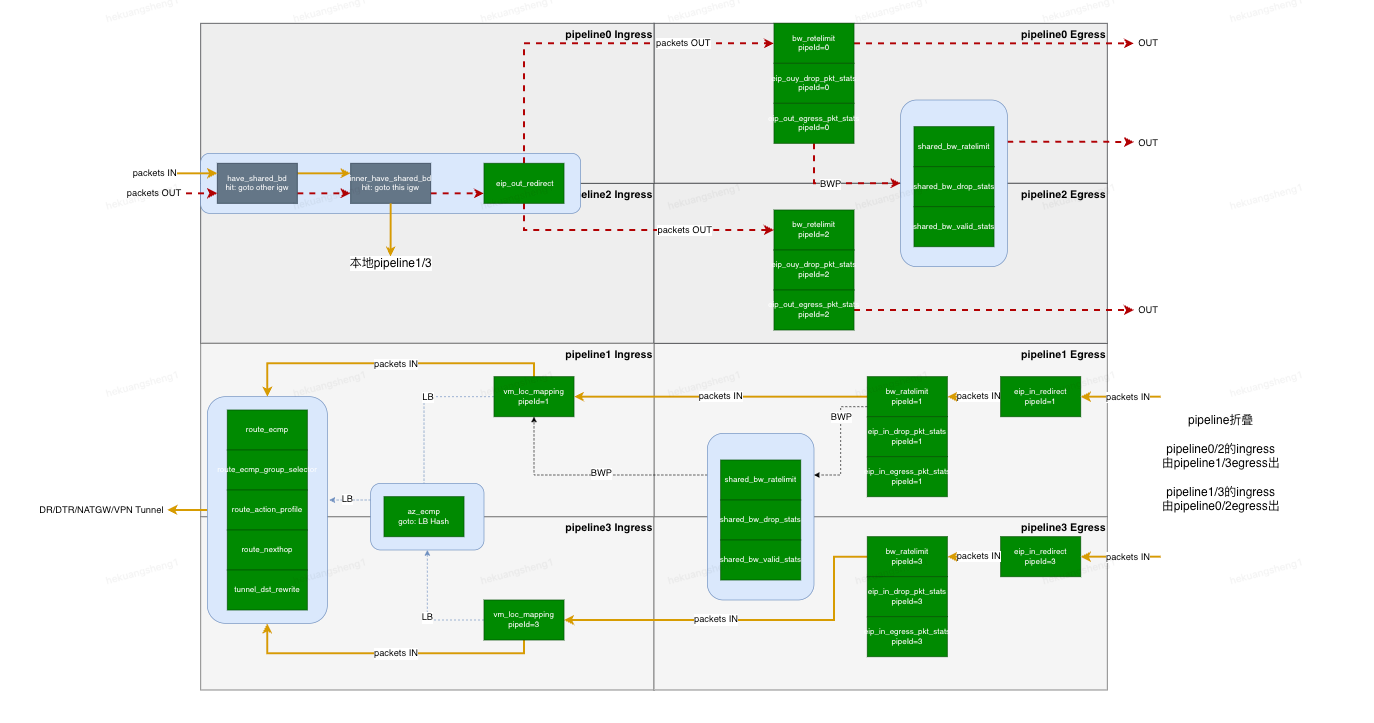 pipeline0 Ingress
packets OUT
bw_retelimit
pipeId=0
eip_ouy_drop_pkt_stats
pipeId=0
eip_out_egress_pkt_stats
pipeId=0
pipeline0 Egress
OUT
shared_bw_ratelimit
shared_bw_drop_stats
shared_bw_valid_stats
OUT
BWP
packets IN
packets OUT
have_shared_bd
hit: goto other igw
inner_have_shared_bd
hit: goto this igw
eip_out_redirect
本地pipeline1/3
eline2 Ingress
packets OUT
pipeline2 Egress
bw_retelimit
pipeId=2
eip_ouy_drop_pkt_stats
pipeId=2
eip_out_egress_pkt_stats
pipeId=2
OUT
pipeline1 Ingress
packets IN
LB
vm_loc_mapping
pipeId=1
packets IN
pipeline1 Egress
bw_ratelimit
pipeId=1
eip_in_drop_pkt_stats
pipeId=1
eip_in_egress_pkt_stats
pipeId=1
packets IN
eip_in_redirect
pipeId=1
packets IN
BWP
BWP
shared_bw_ratelimit
shared_bw_drop_stats
shared_bw_valid_stats
route_ecmp
route_ecmp_group_selector
route_action_profile
route_nexthop
tunnel_dst_rewrite
DR/DTR/NATGW/VPN Tunnel
LB
az_ecmp
goto: LB Hash
pipeline3 Ingress
LB
vm_loc_mapping
pipeId=3
packets IN
packets IN
pipeline3 Egress
bw_ratelimit
pipeId=3
eip_in_drop_pkt_stats
pipeId=3
eip_in_egress_pkt_stats
pipeId=3
packets IN
eip_in_redirect
pipeId=3
packets IN
pipeline折叠
pipeline0/2的ingress
由pipeline1/3egress出
pipeline1/3的ingress
由pipeline0/2egress出